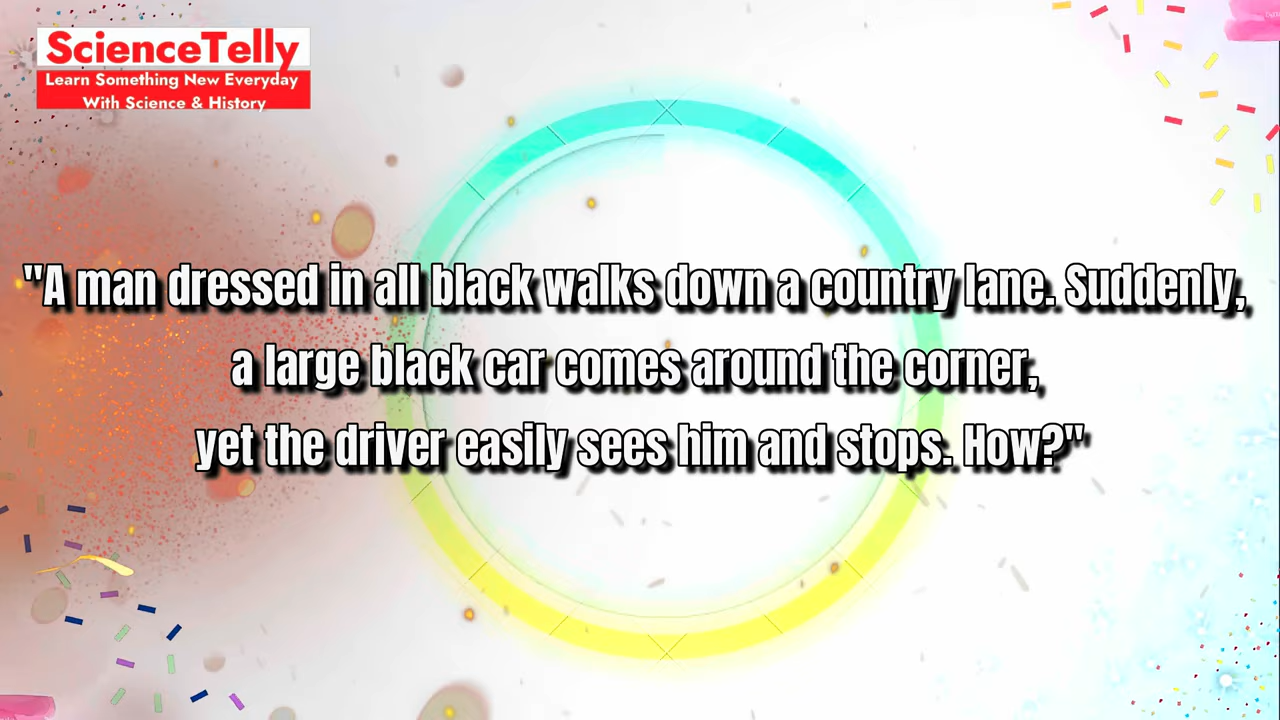 ScienceTelly
Learn Something New Everyday
With Science & History
"A man dressed in all black walks down a country lane. Suddenly,
a large black car comes around the corner,
yet the driver easily sees him and stops. How?"